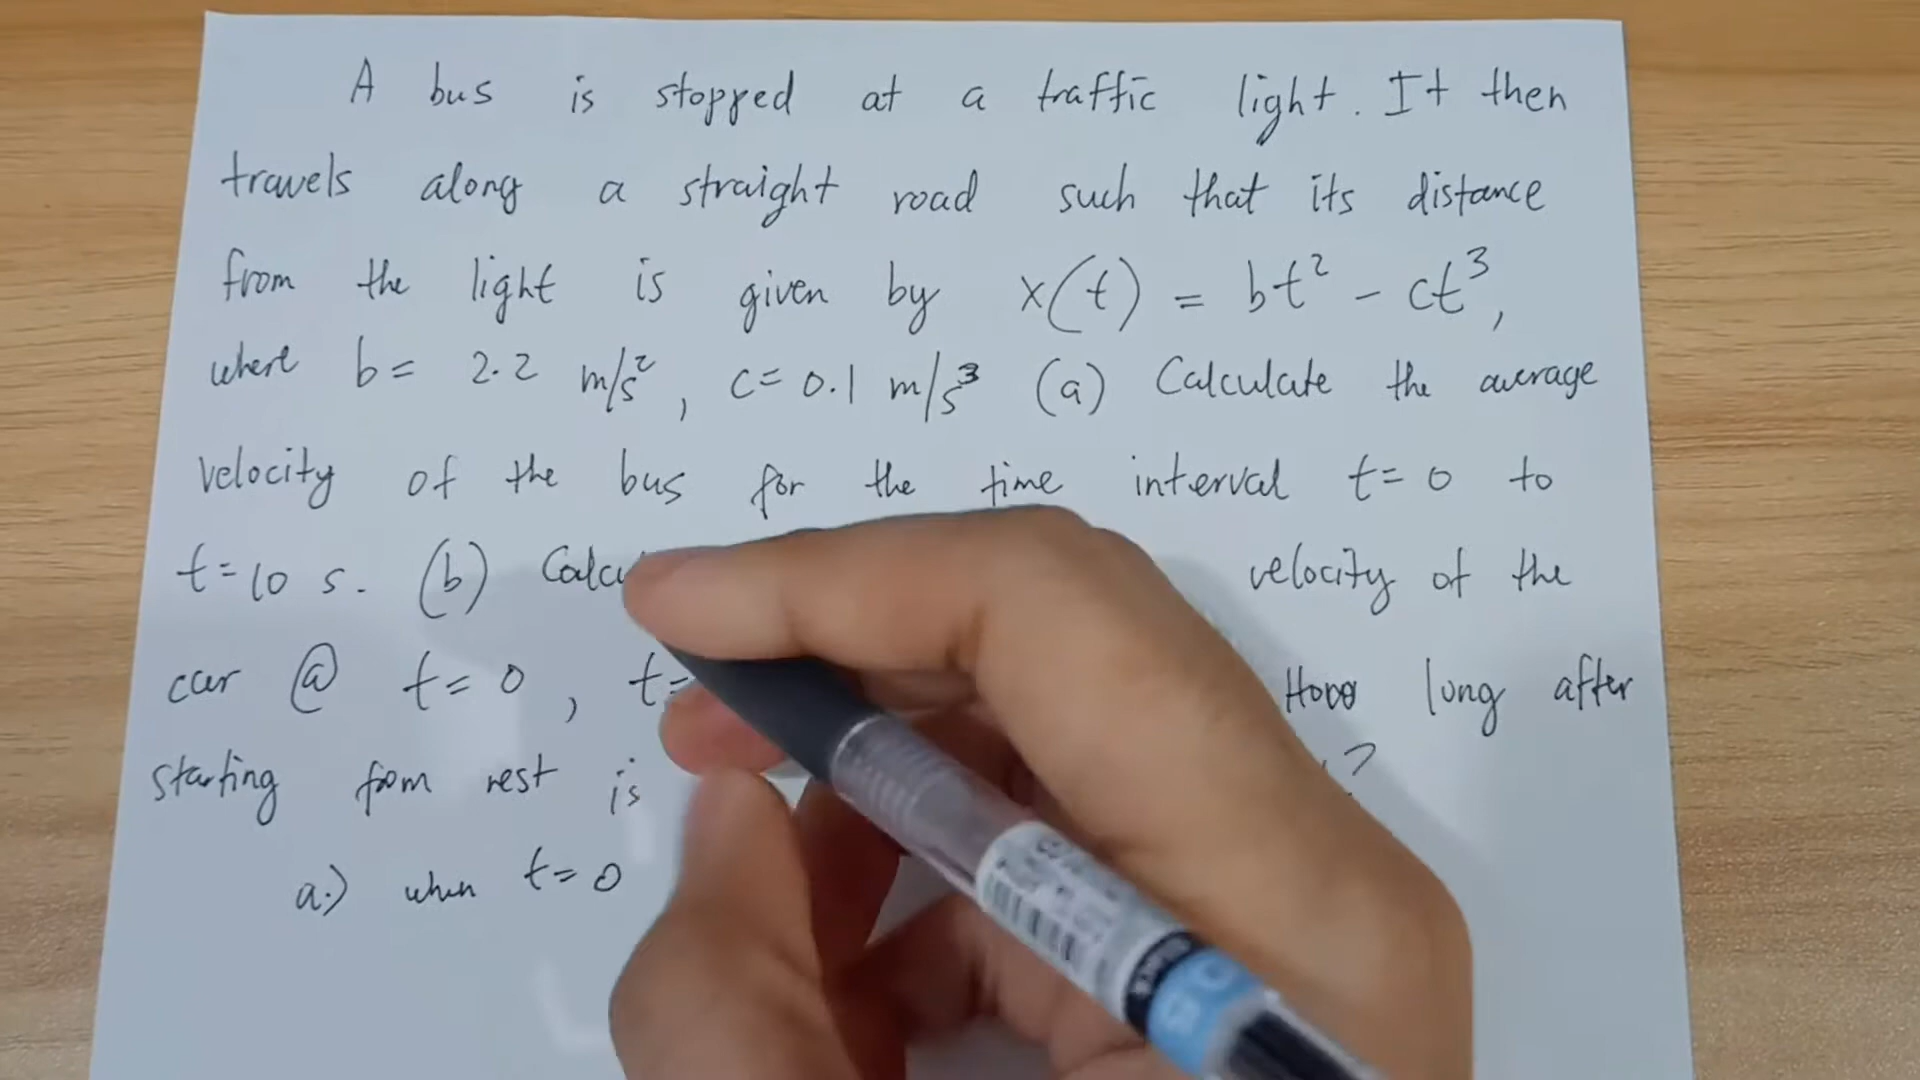 A bus is stopped at a traffic light. It then
travels along a straight road such that its distance
from the light is given by x(t) = bt² - ct³,
where b = 2.2 m/s², c = 0.1 m/s³ (a) Calculate the average
velocity of the bus for the time interval t = 0 to
t = 10 s. (b) velocity of the
car @ t = 0, t = How long after
starting from rest is ?
a.) when t = 0